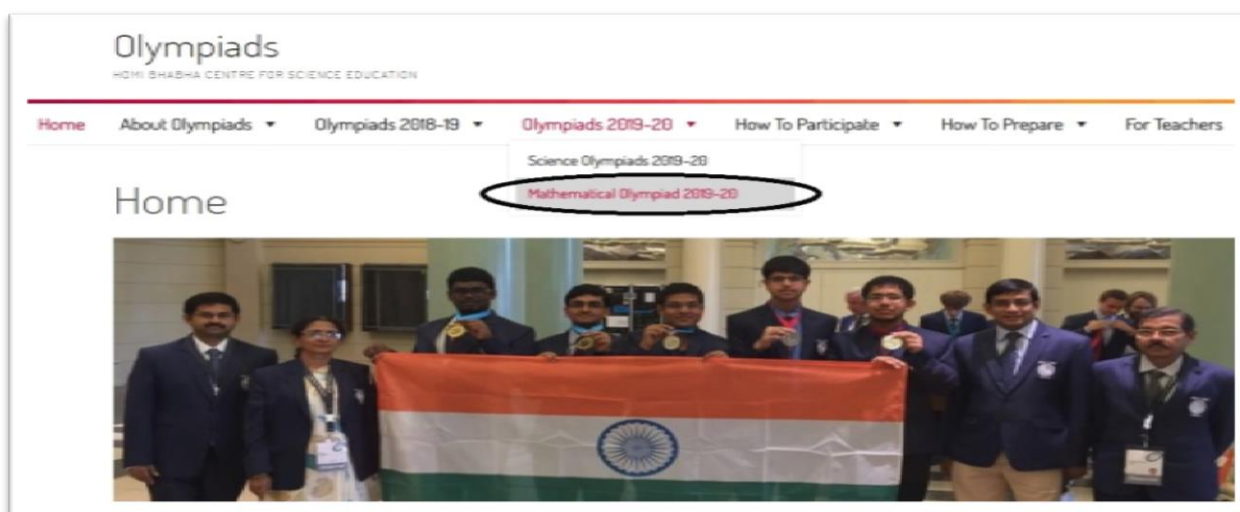 Olympiads
HOMI BHABHA CENTRE FOR SCIENCE EDUCATION
Home About Olympiads Olympiads 2018-19 Olympiads 2019-20 How To Participate How To Prepare For Teachers
Science Olympiads 2019-20
Mathematical Olympiad 2019-20
Home